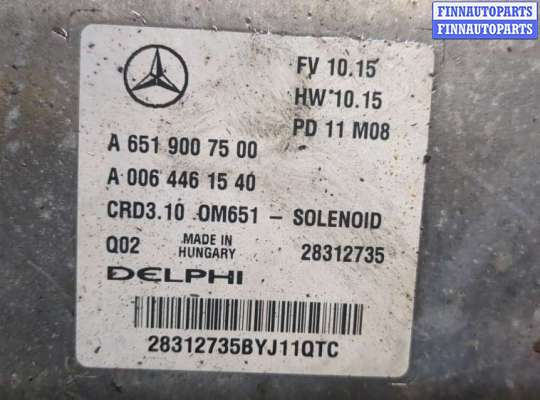 FINNAUTOPARTS
FINNAUTOPARTS
FINNAUTOPARTS
FV 10.15
HW 10.15
PD 11 M08
A 651 900 75 00
A 006 446 15 40
CRD3.10 OM651 - SOLENOID
Q02 MADE IN HUNGARY 28312735
DELPHI
28312735BYJ11QTC